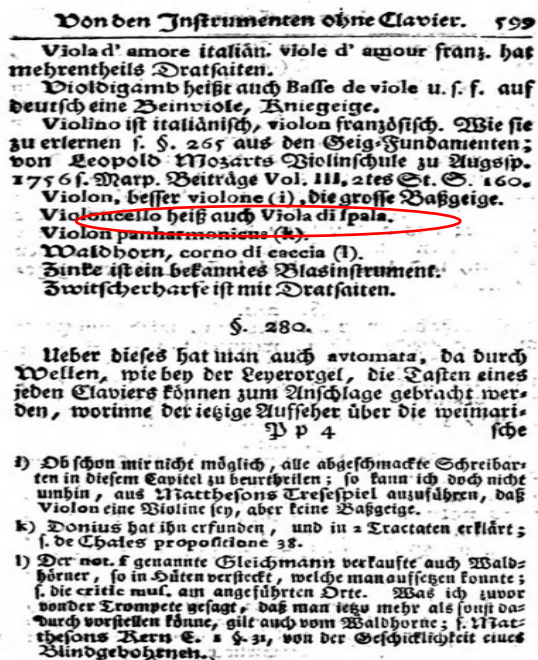 Von den Instrumenten ohne Clavier. 599
Viola d' amore italiän. viole d' amour franz. hat
mehrentheils Dratsaiten.
Violdigamb heißt auch Basse de viole u. s. f. auf
deutsch eine Beinviole, Kniegeige.
Violino ist italiänisch, violon französisch. Wie sie
zu erlernen s. §. 265 aus den Geig-Fundamenten;
von Leopold Mozarts Violinschule zu Augssp.
1756 s. Marp. Beiträge Vol. III, 2tes St. S. 160.
Violon, besser violone (i), die grosse Baßgeige.
Violoncello heiß auch Viola di spala.
Violon panharmonicus (k).
Waldhorn, corno di caccia (l).
Zinke ist ein bekanntes Blasinstrument.
Zwitscherharfe ist mit Dratsaiten.
§. 280.
Ueber dieses hat man auch avtomata, da durch
Wellen, wie bey der Leyerorgel, die Tasten eines
jeden Claviers können zum Anschlage gebracht wer-
den, worinne der ietzige Aufseher über die weimari-
P p 4 sche
i) Ob schon mir nicht möglich, alle abgeschmackte Schreibar-
ten in diesem Capitel zu beurtheilen; so kann ich doch nicht
umhin, aus Matthesons Tresespiel anzuführen, daß
Violon eine Violine sey, aber keine Baßgeige.
k) Donius hat ihn erfunden, und in 2 Tractaten erklärt;
s. de Chales propositione 38.
l) Der not. f genannte Gleichmann verkaufte auch Wald-
hörner, so in Hüten versteckt, welche man aufsetzen konnte;
s. die critic mus. am angeführten Orte. Was ich zuvor
von der Trompete gesagt, daß man ietzo mehr als sonst da-
durch vorstellen könne, gilt auch vom Waldhorne; s. Mat-
thesons Kern C. 1 §. 31, von der Geschicklichkeit eines
Blindgebohrnen.